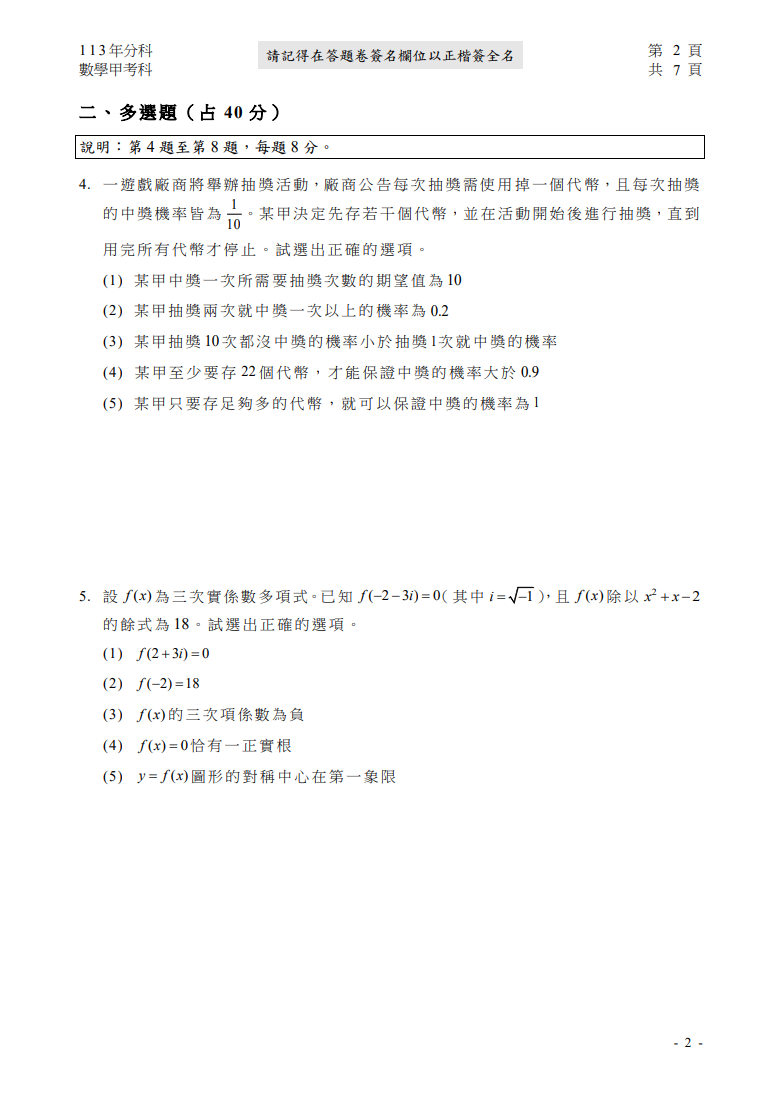 113年分科
數學甲考科
請記得在答題卷簽名欄位以正楷簽全名
第 2 頁
共 7 頁
二、多選題（占 40 分）
說明：第 4 題至第 8 題，每題 8 分。
4. 一遊戲廠商將舉辦抽獎活動，廠商公告每次抽獎需使用掉一個代幣，且每次抽獎
的中獎機率皆為 1/10。某甲決定先存若干個代幣，並在活動開始後進行抽獎，直到
用完所有代幣才停止。試選出正確的選項。
(1) 某甲中獎一次所需要抽獎次數的期望值為10
(2) 某甲抽獎兩次就中獎一次以上的機率為 0.2
(3) 某甲抽獎10次都沒中獎的機率小於抽獎1次就中獎的機率
(4) 某甲至少要存 22 個代幣，才能保證中獎的機率大於 0.9
(5) 某甲只要存足夠多的代幣，就可以保證中獎的機率為1
5. 設 f(x)為三次實係數多項式。已知 f(−2−3i)=0（其中 i=√−1），且 f(x)除以 x²+x−2
的餘式為18。試選出正確的選項。
(1) f(2+3i)=0
(2) f(−2)=18
(3) f(x)的三次項係數為負
(4) f(x)=0恰有一正實根
(5) y=f(x)圖形的對稱中心在第一象限
- 2 -